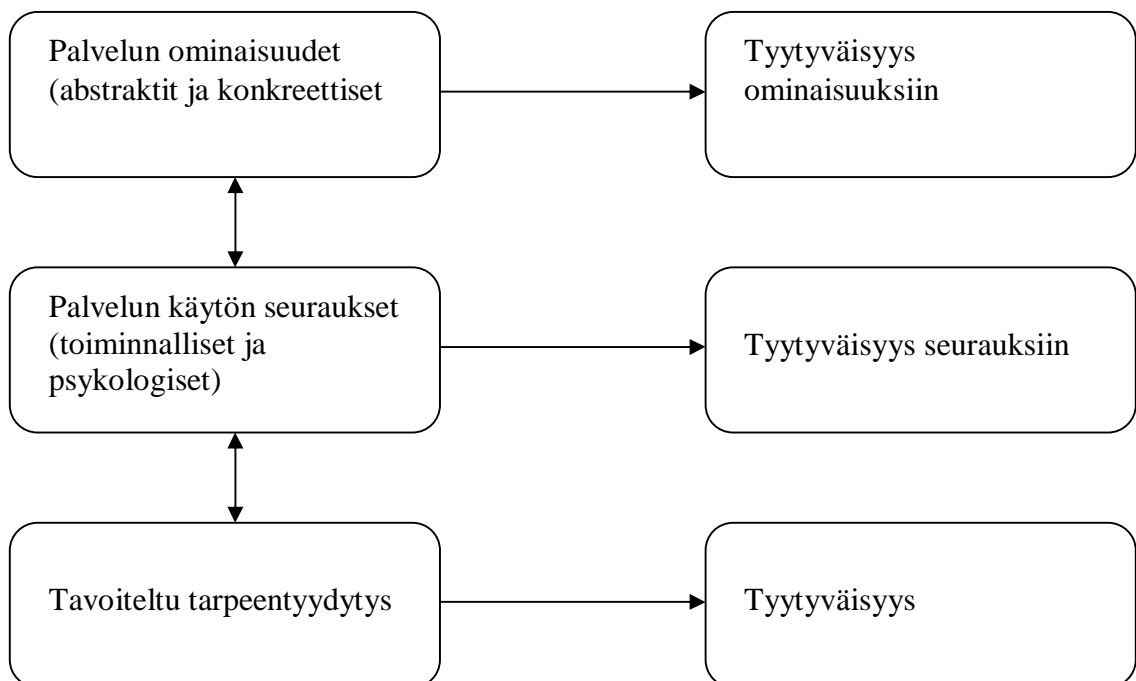 Palvelun ominaisuudet
(abstraktit ja konkreettiset
Tyytyväisyys
ominaisuuksiin
Palvelun käytön seuraukset
(toiminnalliset ja
psykologiset)
Tyytyväisyys seurauksiin
Tavoiteltu tarpeentyydytys
Tyytyväisyys